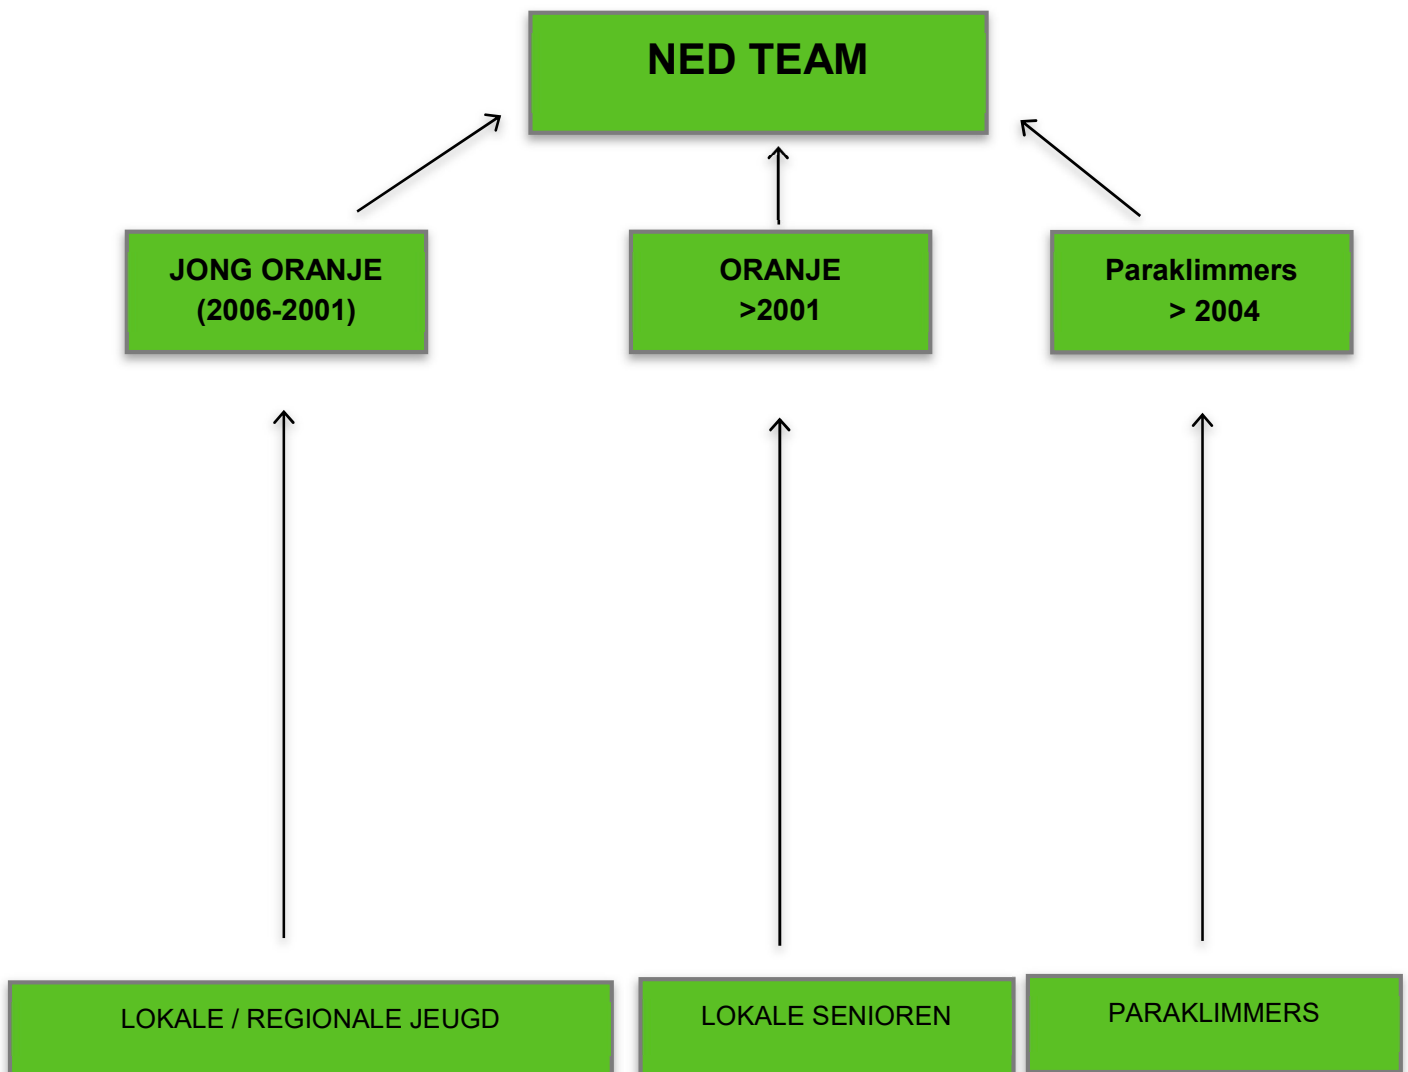 NED TEAM
JONG ORANJE
(2006-2001)
ORANJE
>2001
Paraklimmers
> 2004
LOKALE / REGIONALE JEUGD
LOKALE SENIOREN
PARAKLIMMERS